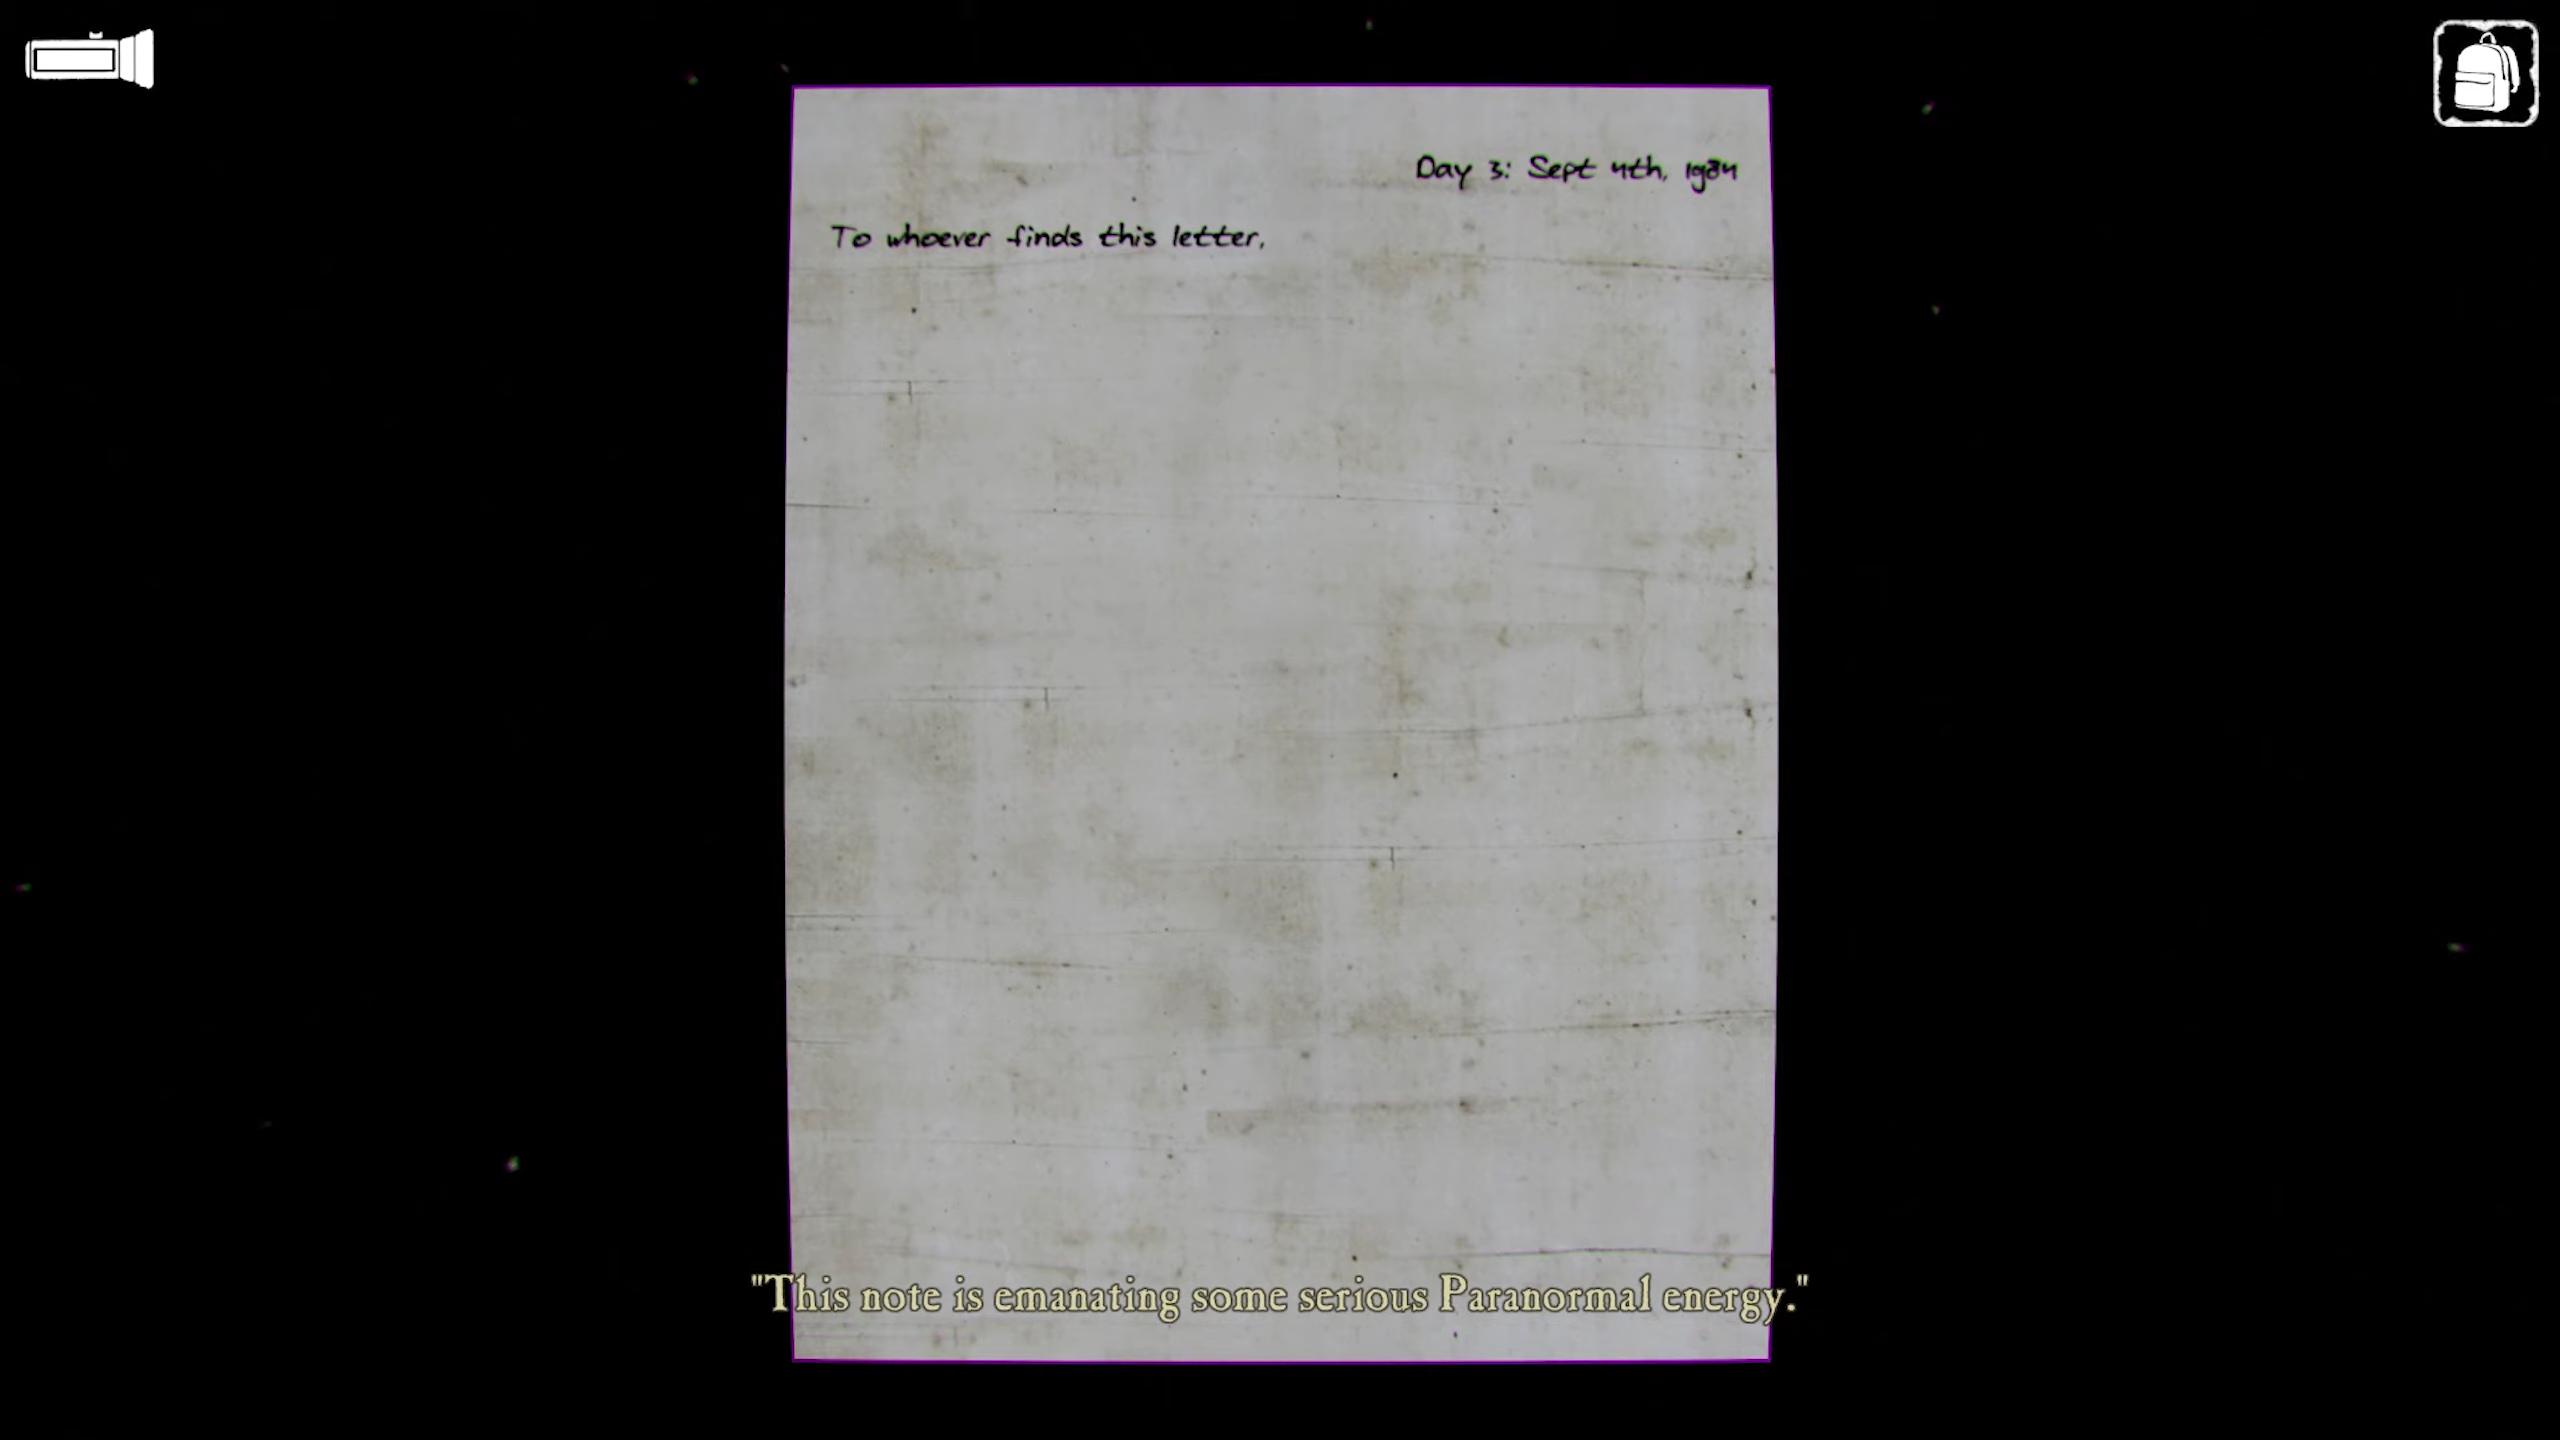 Day 3: Sept 4th, 1984
To whoever finds this letter,
"This note is emanating some serious Paranormal energy."